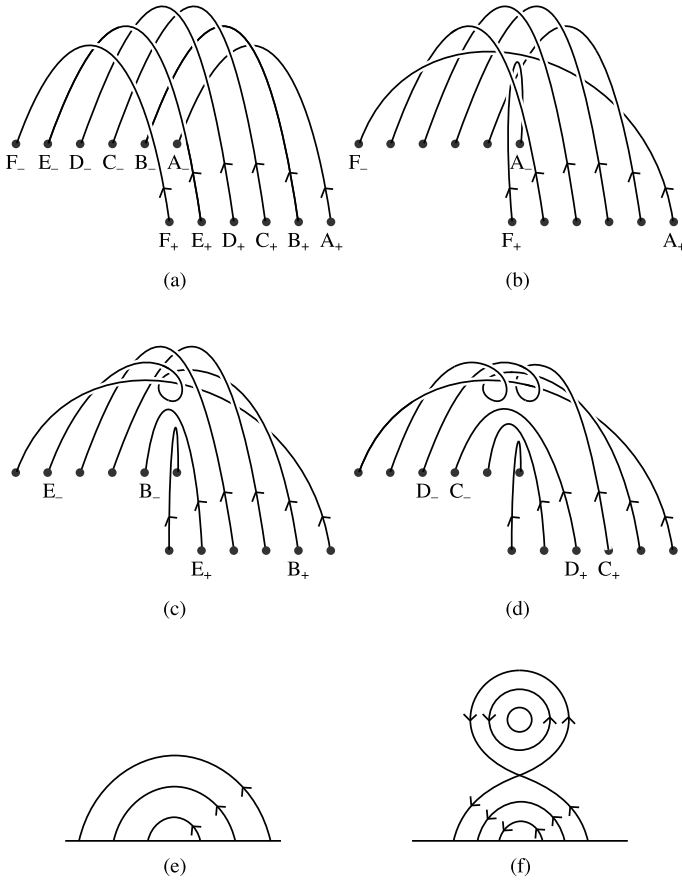 F₋ E₋ D₋ C₋ B₋ A₋
F₊ E₊ D₊ C₊ B₊ A₊
(a)
F₋ A₋
F₊ A₊
(b)
E₋ B₋
E₊ B₊
(c)
D₋ C₋
D₊ C₊
(d)
(e)
(f)